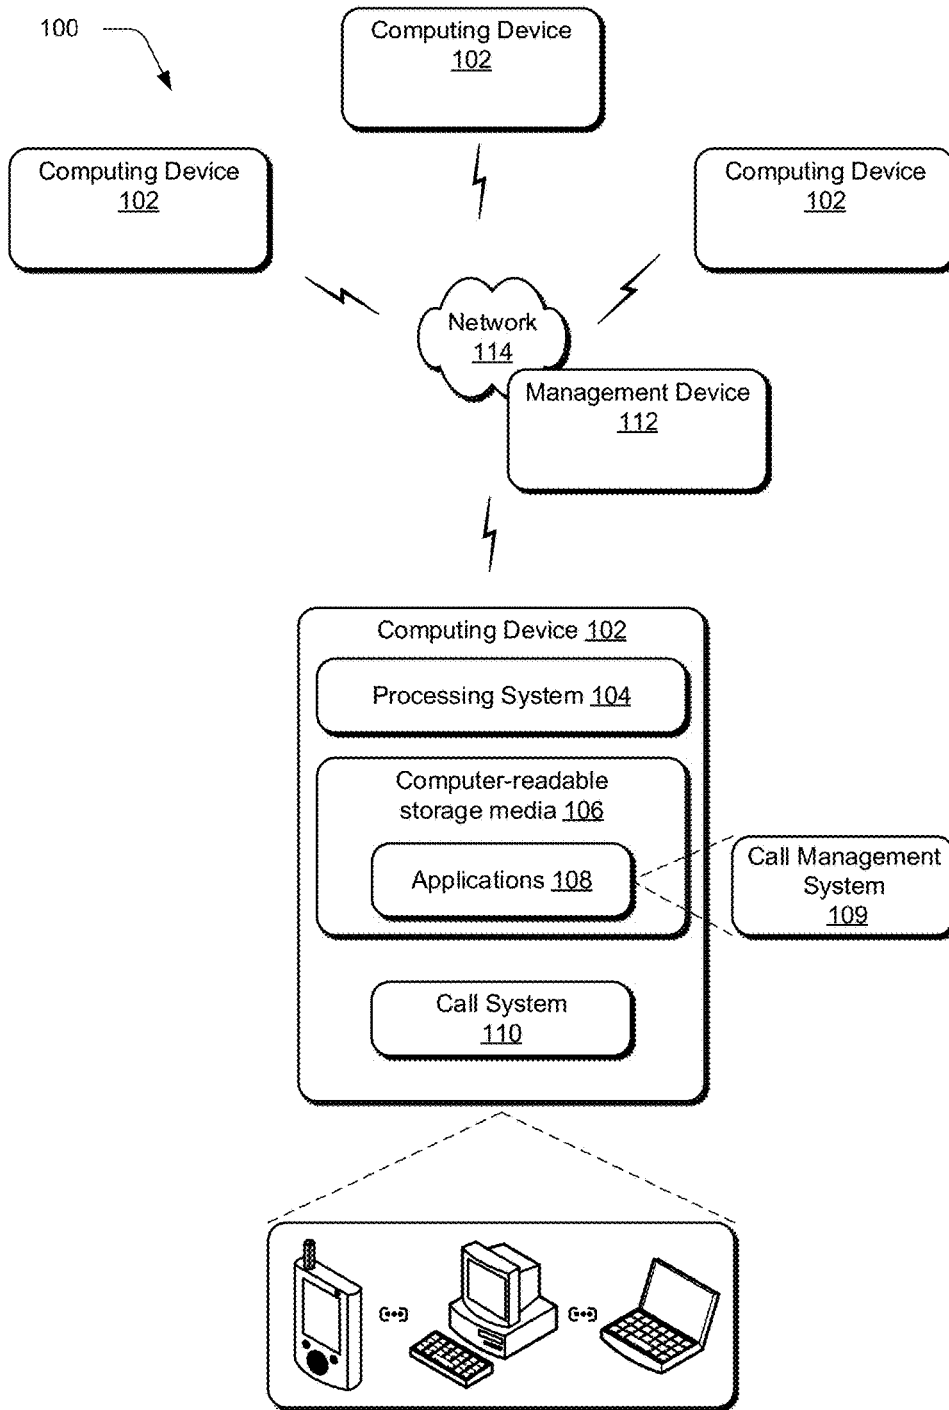 100
Computing Device
102
Computing Device
102
Computing Device
102
Network
114
Management Device
112
Computing Device 102
Processing System 104
Computer-readable
storage media 106
Applications 108
Call Management
System
109
Call System
110